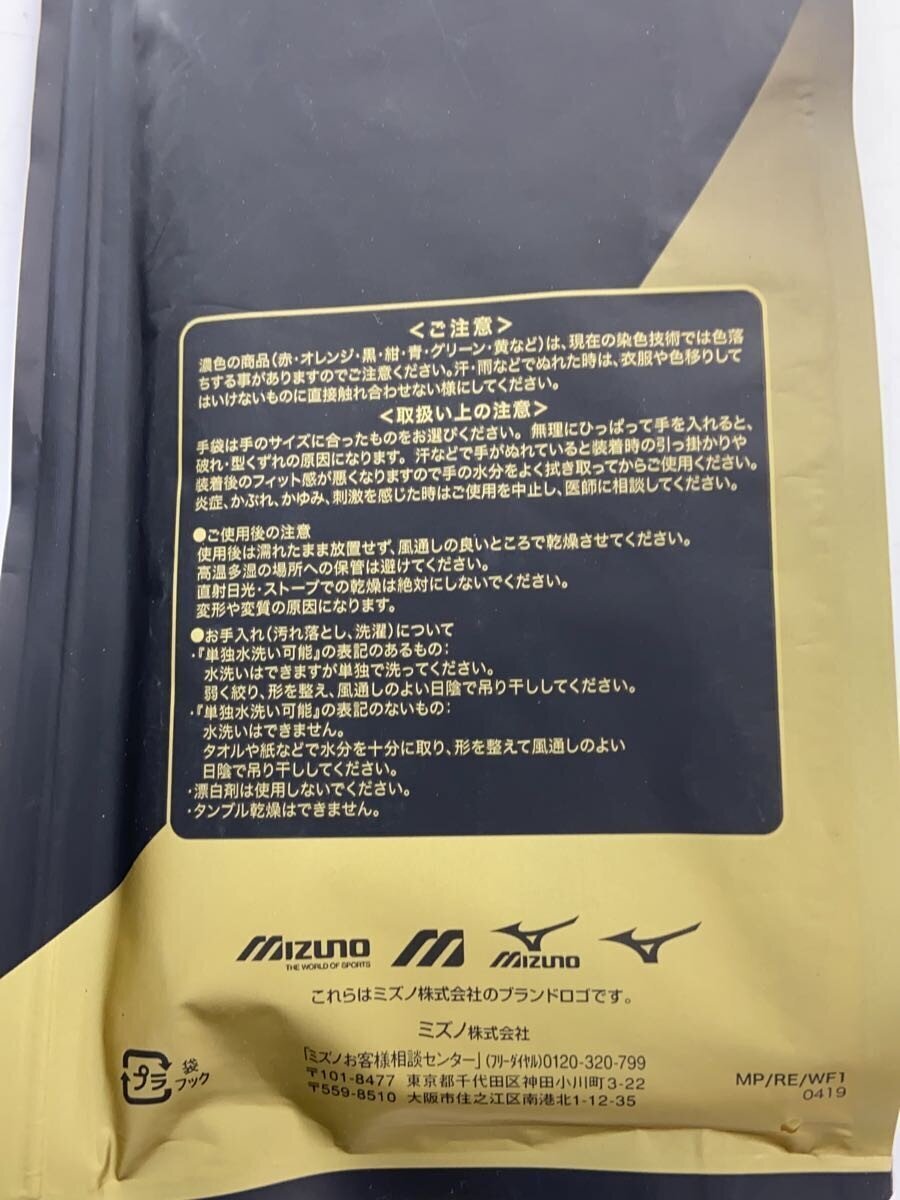 <ご注意>
濃色の商品(赤・オレンジ・黒・紺・青・グリーン・黄など)は、現在の染色技術では色落
ちする事がありますのでご注意ください。汗・雨などでぬれた時は、衣服や色移りして
はいけないものに直接触れ合わせない様にしてください。
<取扱い上の注意>
手袋は手のサイズに合ったものをお選びください。無理にひっぱって手を入れると、
破れ・型くずれの原因になります。汗などで手がぬれていると装着時の引っ掛かりや
装着後のフィット感が悪くなりますので手の水分をよく拭き取ってからご使用ください。
炎症、かぶれ、かゆみ、刺激を感じた時はご使用を中止し、医師に相談してください。
●ご使用後の注意
使用後は濡れたまま放置せず、風通しの良いところで乾燥させてください。
高温多湿の場所への保管は避けてください。
直射日光・ストーブでの乾燥は絶対にしないでください。
変形や変質の原因になります。
●お手入れ(汚れ落とし、洗濯)について
・『単独水洗い可能』の表記のあるもの:
水洗いはできますが単独で洗ってください。
弱く絞り、形を整え、風通しのよい日陰で吊り干ししてください。
・『単独水洗い可能』の表記のないもの:
水洗いはできません。
タオルや紙などで水分を十分に取り、形を整えて風通しのよい
日陰で吊り干ししてください。
・漂白剤は使用しないでください。
・タンブル乾燥はできません。
MIZUNO
THE WORLD OF SPORTS
M
MIZUNO
これらはミズノ株式会社のブランドロゴです。
ミズノ株式会社
「ミズノお客様相談センター」(フリーダイヤル)0120-320-799
〒101-8477 東京都千代田区神田小川町3-22
〒559-8510 大阪市住之江区南港北1-12-35
プラ
袋
フック
MP/RE/WF1
0419